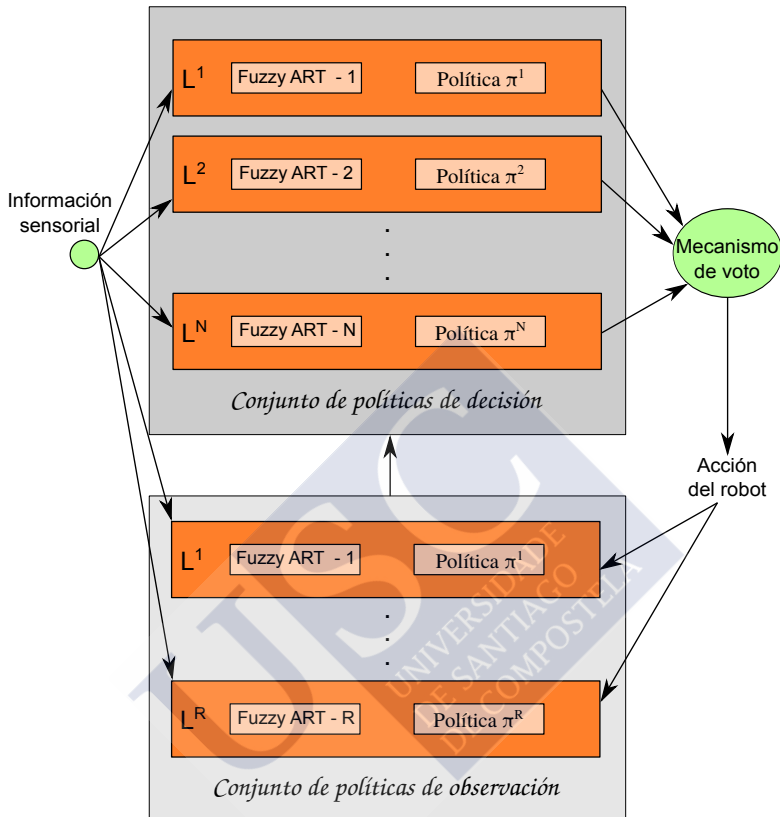 L¹ Fuzzy ART - 1 Política π¹
L² Fuzzy ART - 2 Política π²
Información
sensorial
Mecanismo
de voto
.
.
.
Lᴺ Fuzzy ART - N Política πᴺ
Conjunto de políticas de decisión
Acción
del robot
L¹ Fuzzy ART - 1 Política π¹
.
.
.
Lᴿ Fuzzy ART - R Política πᴿ
Conjunto de políticas de observación
USC
UNIVERSIDADE
DE SANTIAGO
DE COMPOSTELA